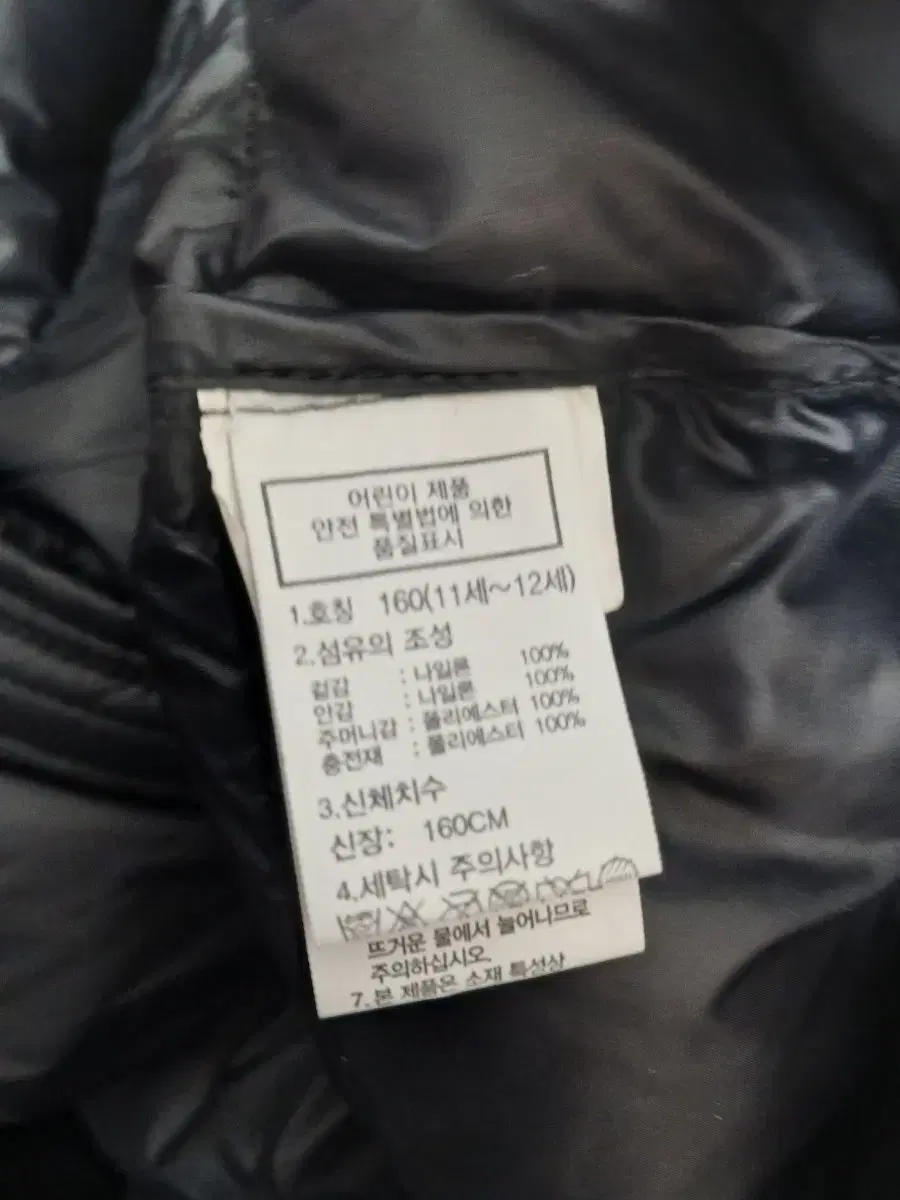 어린이 제품
안전 특별법에 의한
품질표시
1.호칭 160(11세~12세)
2.섬유의 조성
겉감 : 나일론 100%
안감 : 나일론 100%
주머니감 : 폴리에스터 100%
충전재 : 폴리에스터 100%
3.신체치수
신장: 160CM
4.세탁시 주의사항
뜨거운 물에서 늘어나므로
주의하십시오.
7.본 제품은 소재 특성상